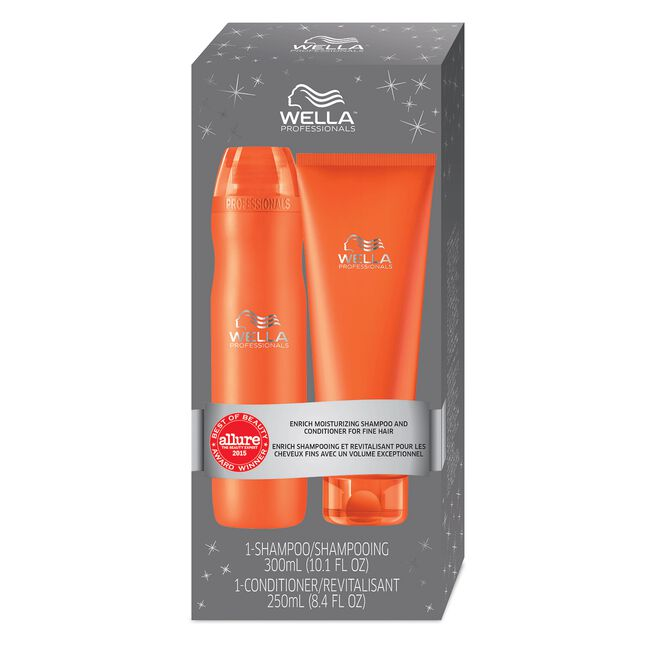 WELLA
PROFESSIONALS
WELLA™
PROFESSIONALS
PROFESSIONALS
WELLA
PROFESSIONALS
WELLA
PROFESSIONALS
BEST OF BEAUTY
allure
THE BEAUTY EXPERT
2015
AWARD WINNER
ENRICH MOISTURIZING SHAMPOO AND
CONDITIONER FOR FINE HAIR
ENRICH SHAMPOOING ET REVITALISANT POUR LES
CHEVEUX FINS AVEC UN VOLUME EXCEPTIONNEL
1-SHAMPOO/SHAMPOOING
300mL (10.1 FL OZ)
1-CONDITIONER/REVITALISANT
250mL (8.4 FL OZ)